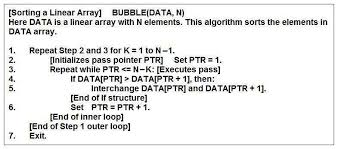 [Sorting a Linear Array] BUBBLE(DATA, N)
Here DATA is a linear array with N elements. This algorithm sorts the elements in
DATA array.
1. Repeat Step 2 and 3 for K = 1 to N – 1.
2. [Initializes pass pointer PTR] Set PTR = 1.
3. Repeat while PTR <= N – K: [Executes pass]
4. If DATA[PTR] > DATA[PTR + 1], then:
5. Interchange DATA[PTR] and DATA[PTR + 1].
[End of If structure]
6. Set PTR = PTR + 1.
[End of inner loop]
[End of Step 1 outer loop]
7. Exit.